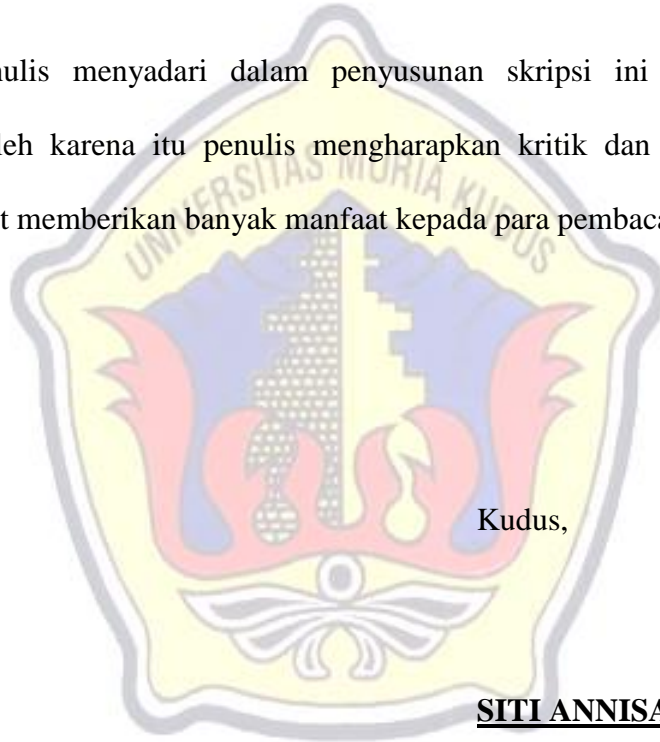 nulis menyadari dalam penyusunan skripsi ini
leh karena itu penulis mengharapkan kritik dan
t memberikan banyak manfaat kepada para pembaca
UNIVERSITAS MURIA KUDUS
Kudus,
SITI ANNISA